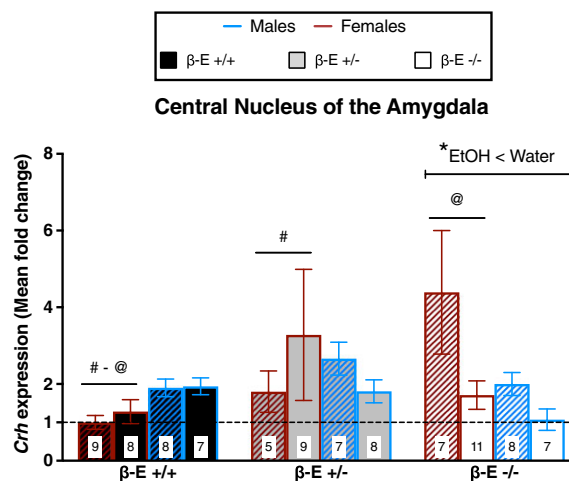 Males Females
β-E +/+ β-E +/- β-E -/-
Central Nucleus of the Amygdala
Crh expression (Mean fold change)
8
6
4
2
1
0
*EtOH < Water
# - @
#
@
9 8 8 7 5 9 7 8 7 11 8 7
β-E +/+ β-E +/- β-E -/-